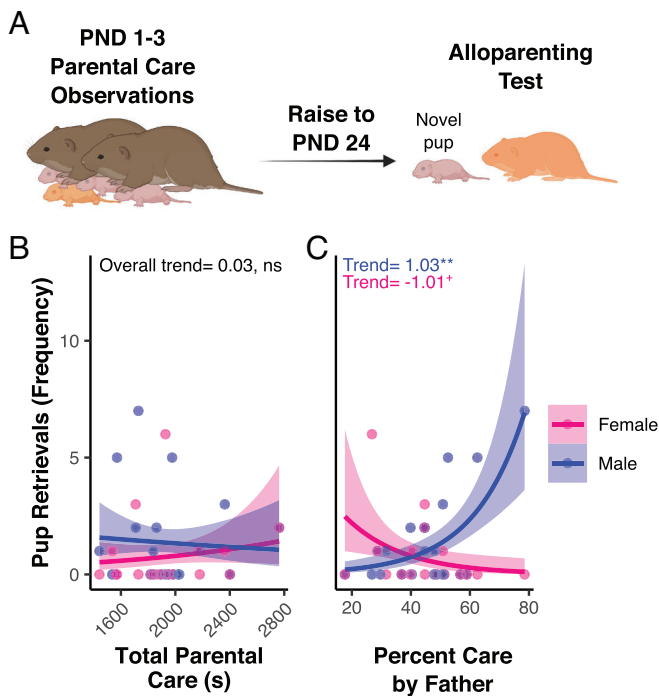 A
PND 1-3
Parental Care
Observations
Raise to
PND 24
Alloparenting
Test
Novel
pup
B
Overall trend= 0.03, ns
C
Trend= 1.03**
Trend= -1.01+
Pup Retrievals (Frequency)
10
5
0
1600
2000
2400
2800
Total Parental
Care (s)
20
40
60
80
Percent Care
by Father
Female
Male